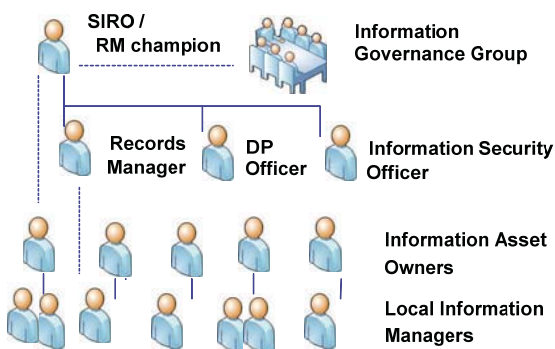 SIRO /
RM champion
Information
Governance Group
Records
Manager
DP
Officer
Information Security
Officer
Information Asset
Owners
Local Information
Managers